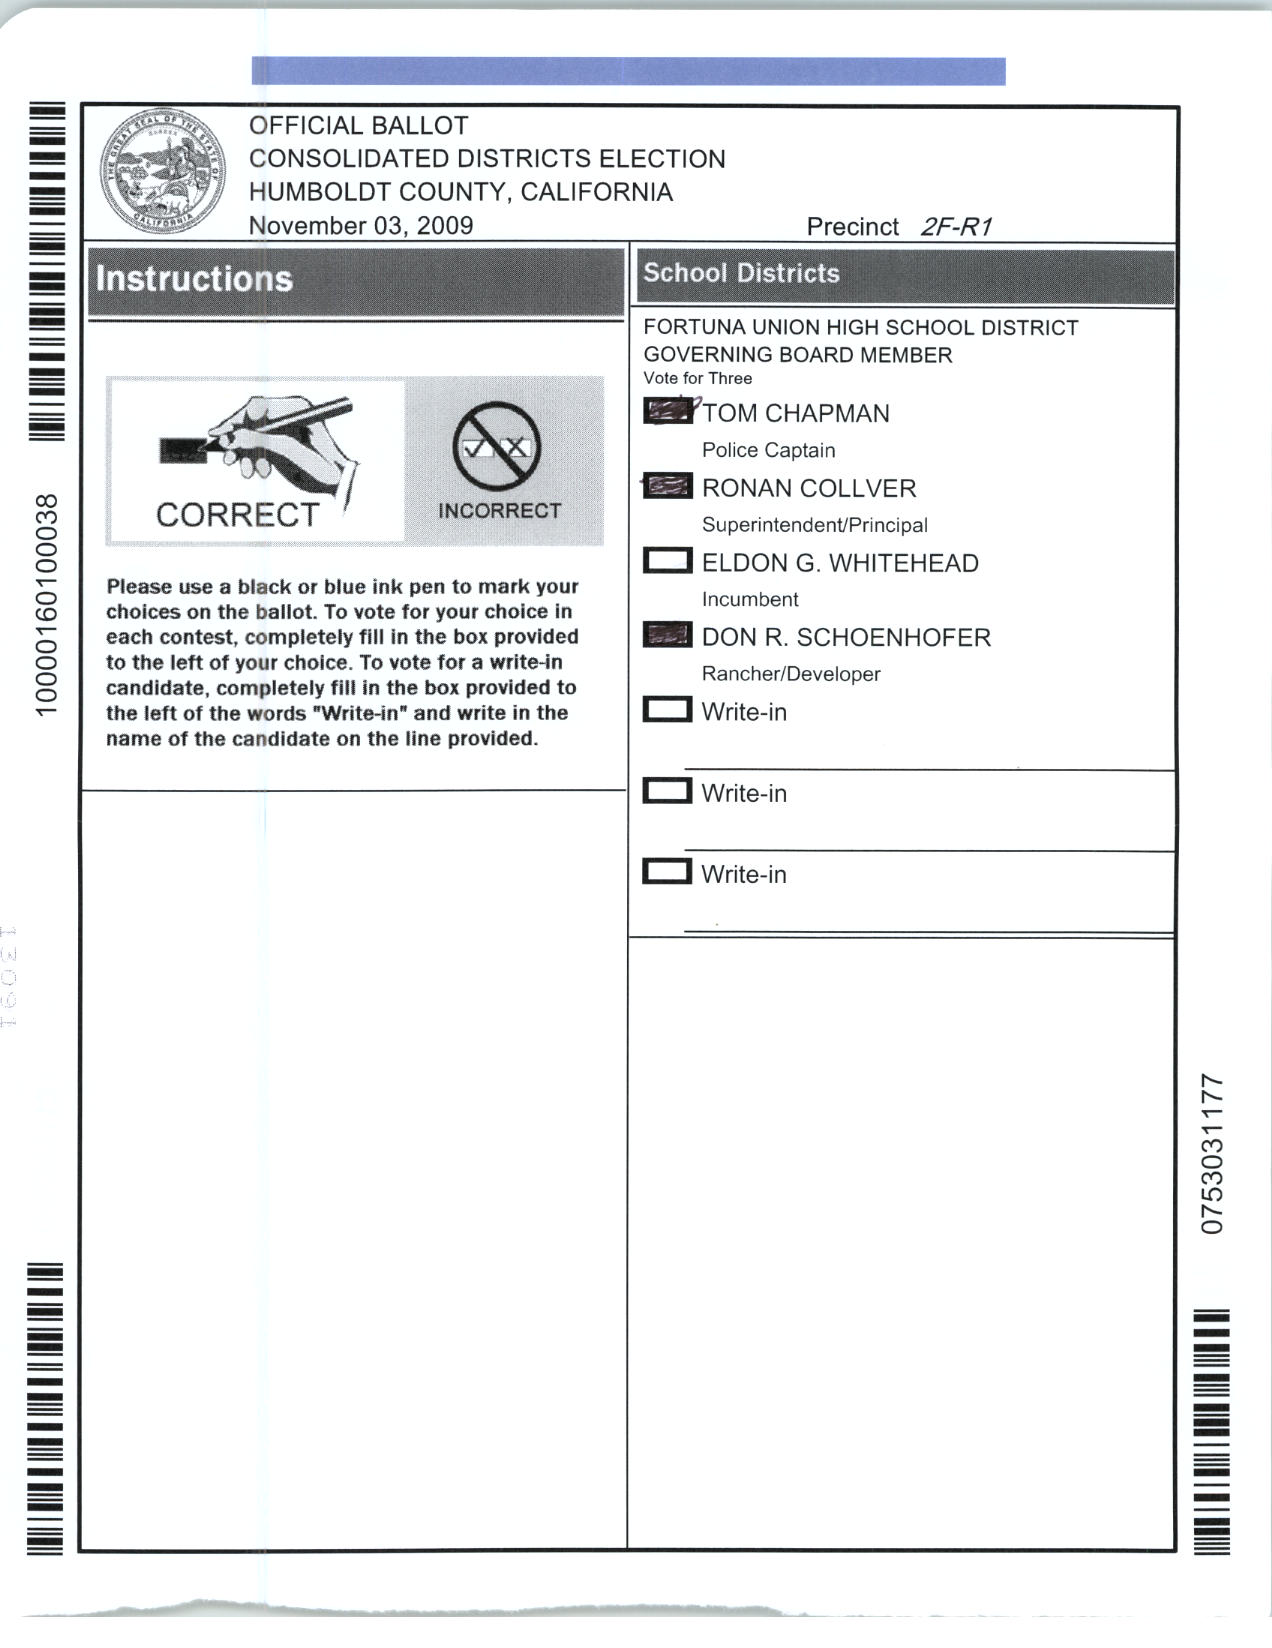 OFFICIAL BALLOT
CONSOLIDATED DISTRICTS ELECTION
HUMBOLDT COUNTY, CALIFORNIA
November 03, 2009
Precinct 2F-R1
THE GREAT SEAL OF THE STATE OF CALIFORNIA
EUREKA
Instructions
CORRECT
INCORRECT
Please use a black or blue ink pen to mark your
choices on the ballot. To vote for your choice in
each contest, completely fill in the box provided
to the left of your choice. To vote for a write-in
candidate, completely fill in the box provided to
the left of the words "Write-in" and write in the
name of the candidate on the line provided.
School Districts
FORTUNA UNION HIGH SCHOOL DISTRICT
GOVERNING BOARD MEMBER
Vote for Three
TOM CHAPMAN
Police Captain
RONAN COLLVER
Superintendent/Principal
ELDON G. WHITEHEAD
Incumbent
DON R. SCHOENHOFER
Rancher/Developer
Write-in
Write-in
Write-in
10000160100038
13091
0753031177